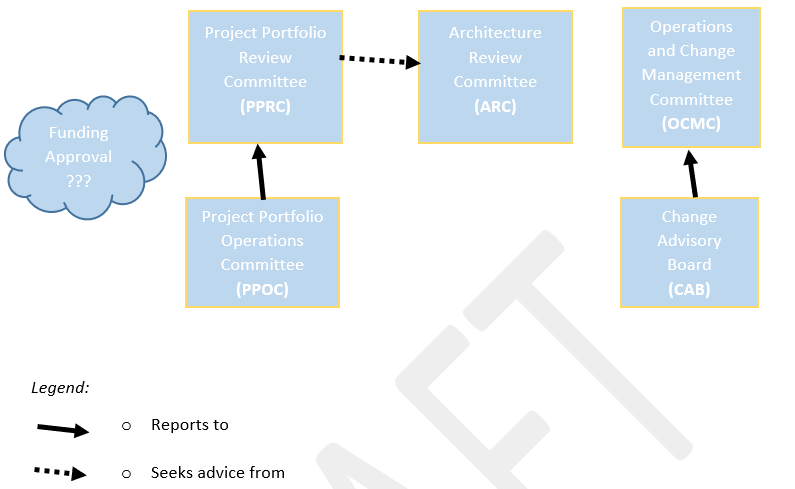 Project Portfolio
Review
Committee
(PPRC)
Architecture
Review
Committee
(ARC)
Operations
and Change
Management
Committee
(OCMC)
Funding
Approval
???
Project Portfolio
Operations
Committee
(PPOC)
Change
Advisory
Board
(CAB)
Legend:
o Reports to
o Seeks advice from